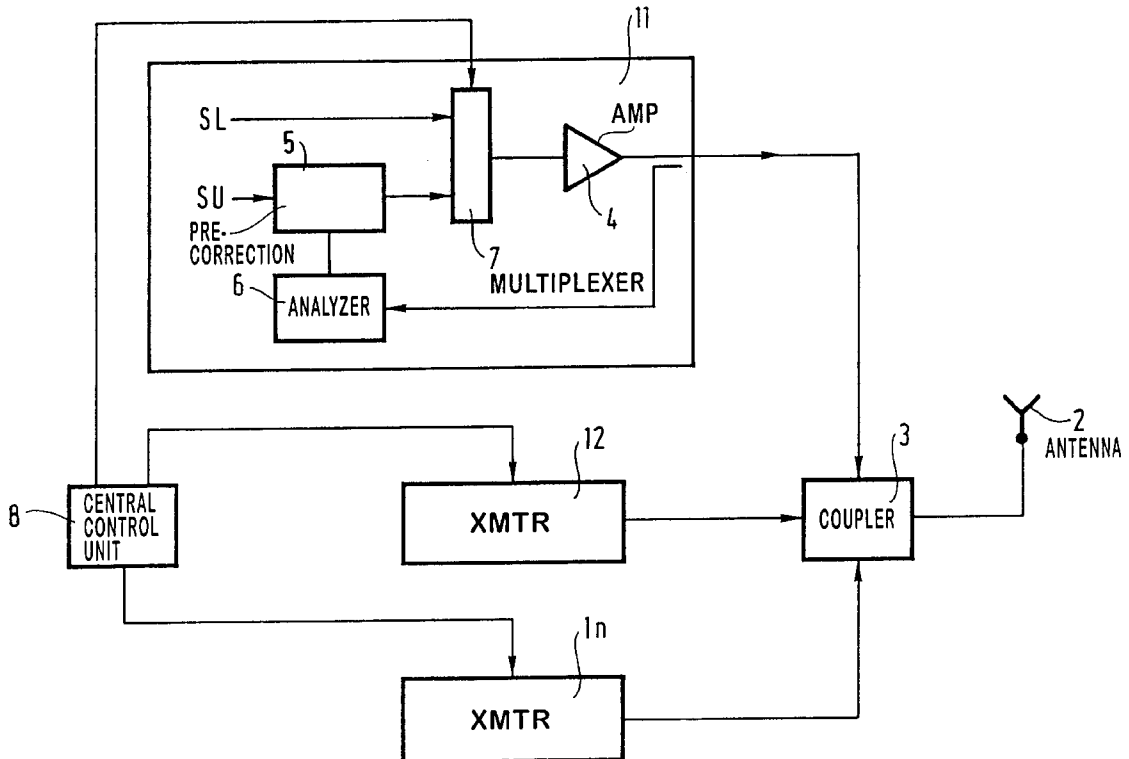 11
SL
AMP
5
SU
4
PRE-
CORRECTION
7
MULTIPLEXER
6
ANALYZER
12
3
2
ANTENNA
8
CENTRAL
CONTROL
UNIT
XMTR
COUPLER
1n
XMTR